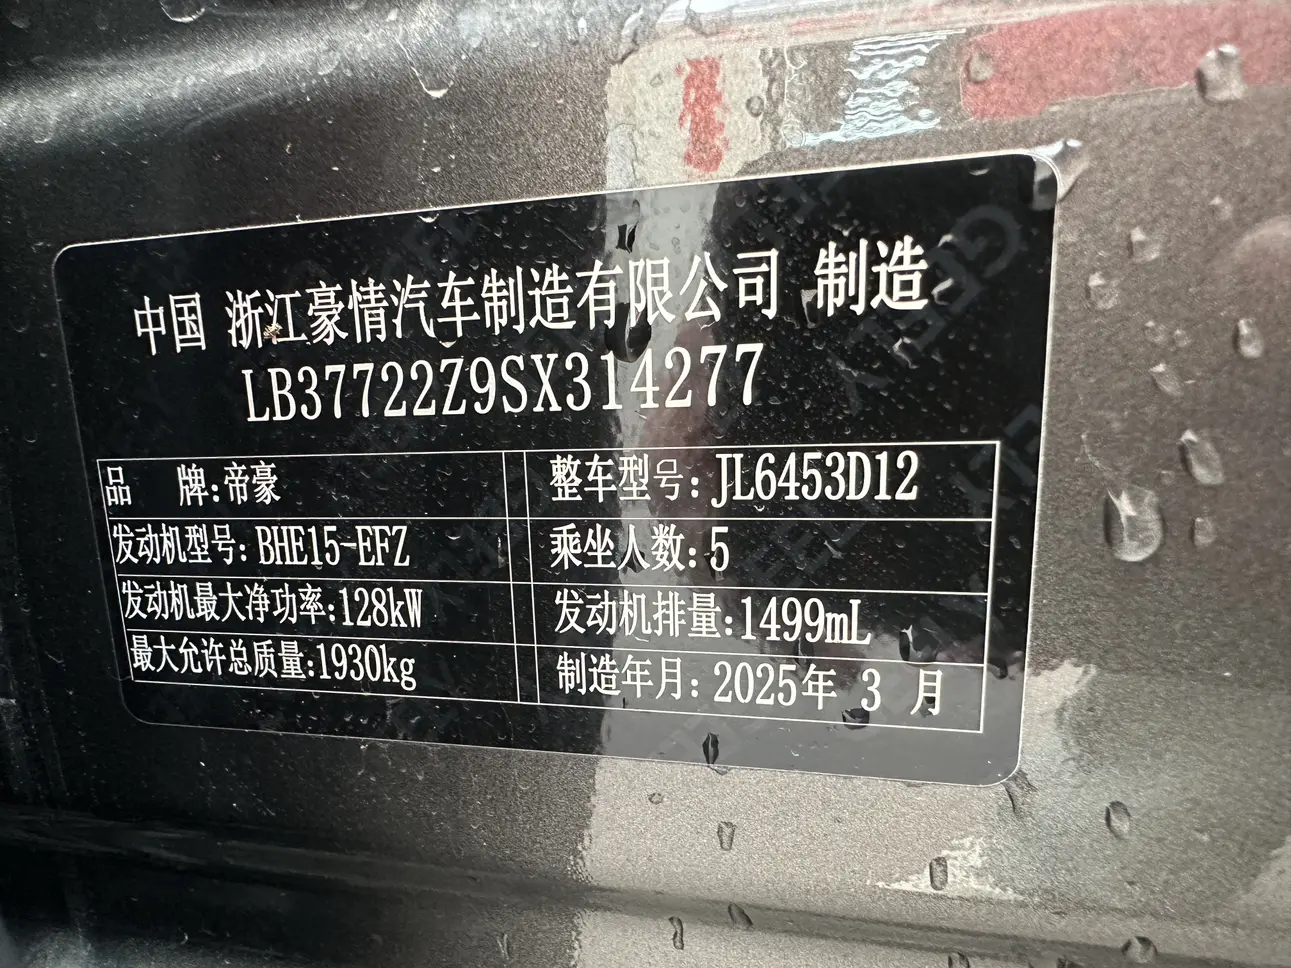 中国 浙江豪情汽车制造有限公司 制造
LB37722Z9SX314277
品 牌:帝豪 整车型号:JL6453D12
发动机型号:BHE15-EFZ 乘坐人数:5
发动机最大净功率:128kW 发动机排量:1499mL
最大允许总质量:1930kg 制造年月:2025年 3 月